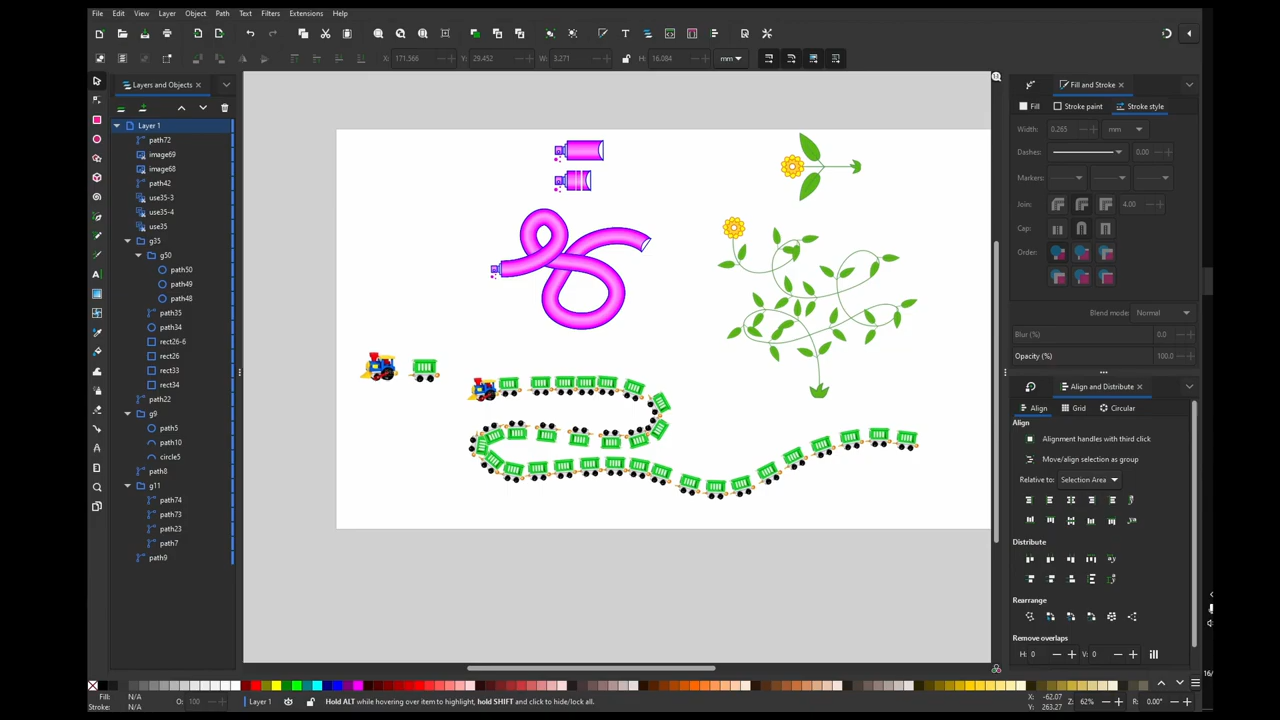 File Edit View Layer Object Path Text Filters Extensions Help
X: 171.566 Y: 29.452 W: 3.271 H: 16.084 mm
Layers and Objects
Layer 1
path72
image69
image68
path42
use35-3
use35-4
use35
g35
g50
path50
path49
path48
path35
path34
rect26-6
rect26
rect33
rect34
path22
g9
path5
path10
circle5
path8
g11
path74
path73
path23
path7
path9
Fill and Stroke
Fill Stroke paint Stroke style
Width: 0.265 mm
Dashes: 0.00
Markers:
Join: 4.00
Cap:
Order:
Blend mode: Normal
Blur (%) 0.0
Opacity (%) 100.0
Align and Distribute
Align Grid Circular
Align
Alignment handles with third click
Move/align selection as group
Relative to: Selection Area
Distribute
Rearrange
Remove overlaps
H: 0 V: 0
Fill: N/A
Stroke: N/A
O: 100
Layer 1
Hold ALT while hovering over item to highlight, hold SHIFT and click to hide/lock all.
X: -62.07
Y: 263.27
Z: 62%
R: 0.00°